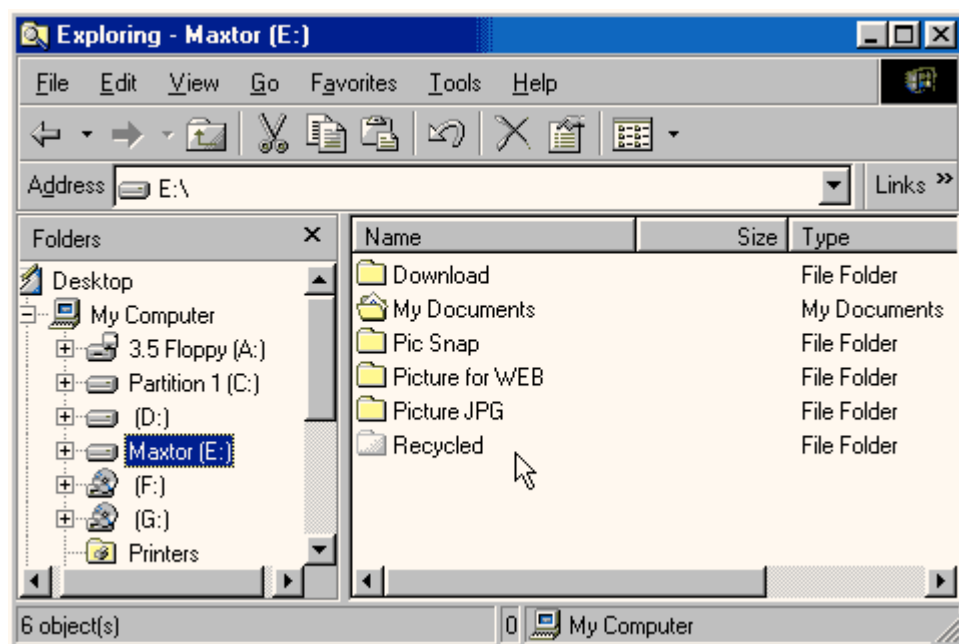 Exploring - Maxtor (E:)
File Edit View Go Favorites Tools Help
Address E:\ Links »
Folders
Desktop
My Computer
3.5 Floppy (A:)
Partition 1 (C:)
(D:)
Maxtor (E:)
(F:)
(G:)
Printers
Name Size Type
Download File Folder
My Documents My Documents
Pic Snap File Folder
Picture for WEB File Folder
Picture JPG File Folder
Recycled File Folder
6 object(s) 0 My Computer